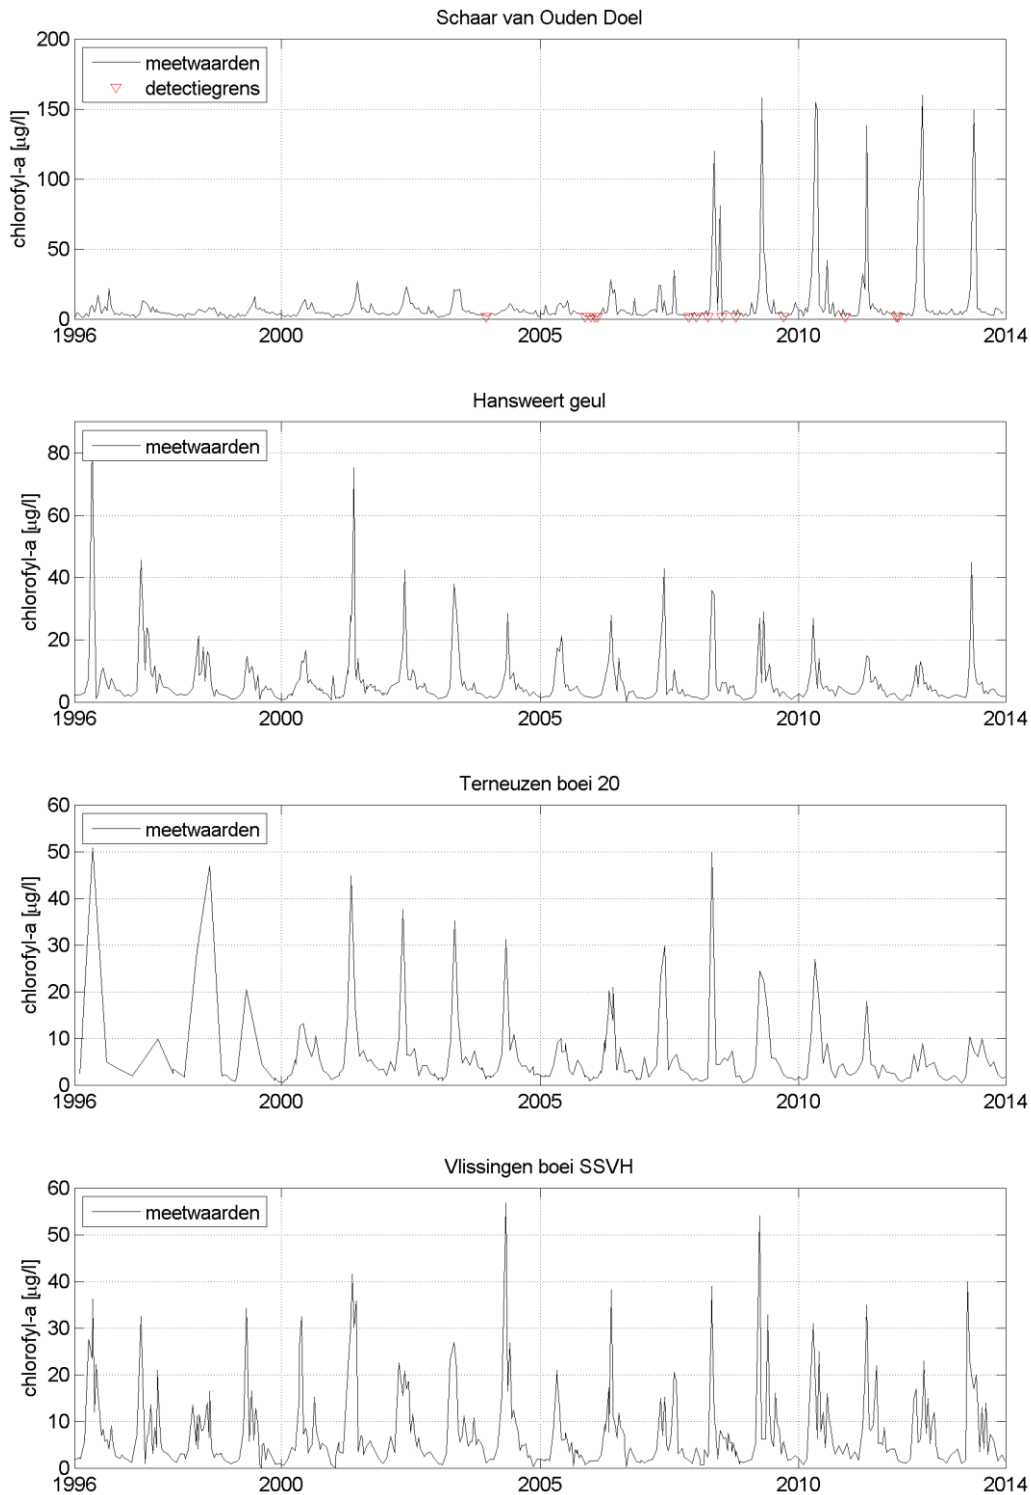 Schaar van Ouden Doel
200
150
100
50
0
chlorofyl-a [μg/l]
meetwaarden
detectiegrens
1996 2000 2005 2010 2014
Hansweert geul
80
60
40
20
0
chlorofyl-a [μg/l]
meetwaarden
1996 2000 2005 2010 2014
Terneuzen boei 20
60
50
40
30
20
10
0
chlorofyl-a [μg/l]
meetwaarden
1996 2000 2005 2010 2014
Vlissingen boei SSVH
60
50
40
30
20
10
0
chlorofyl-a [μg/l]
meetwaarden
1996 2000 2005 2010 2014